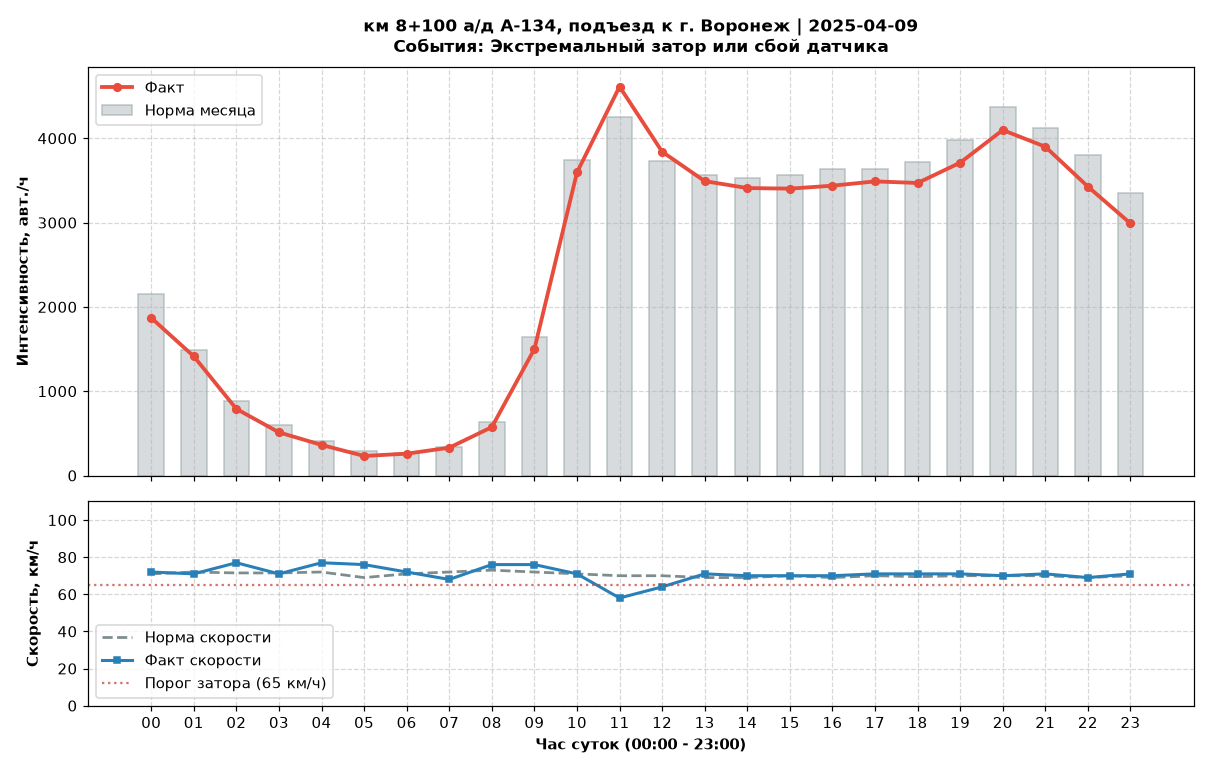 км 8+100 а/д А-134, подъезд к г. Воронеж | 2025-04-09
События: Экстремальный затор или сбой датчика
Факт
Норма месяца
Интенсивность, авт./ч
4000
3000
2000
1000
0
100
80
60
40
20
0
Скорость, км/ч
Норма скорости
Факт скорости
Порог затора (65 км/ч)
00 01 02 03 04 05 06 07 08 09 10 11 12 13 14 15 16 17 18 19 20 21 22 23
Час суток (00:00 - 23:00)